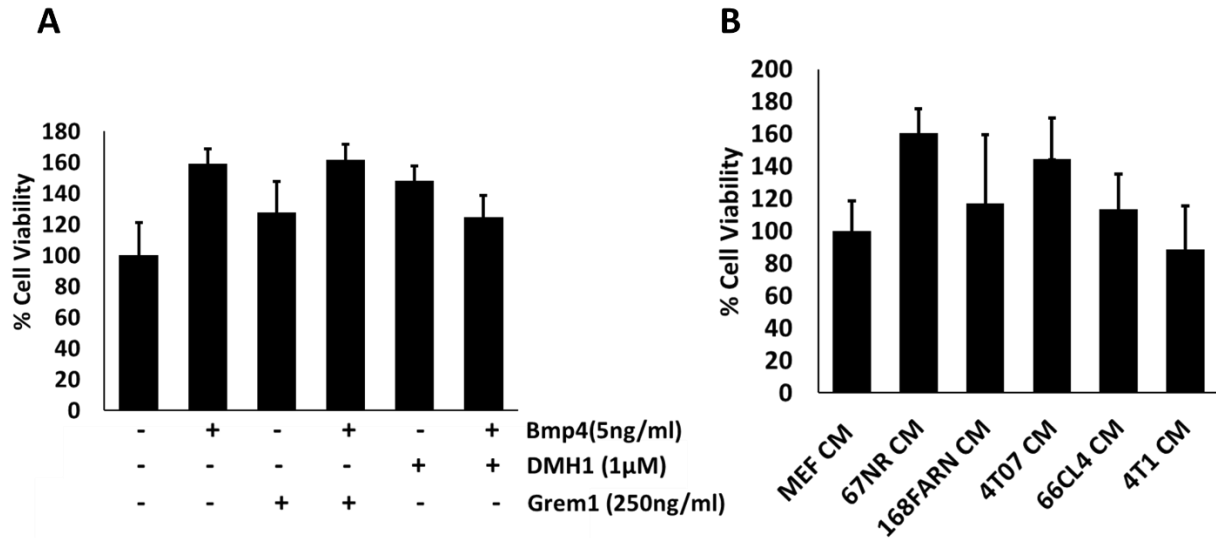 A
% Cell Viability
180
160
140
120
100
80
60
40
20
0
- + - + - + Bmp4(5ng/ml)
- - - - + + DMH1 (1µM)
- - + + - - Grem1 (250ng/ml)
B
% Cell Viability
200
180
160
140
120
100
80
60
40
20
0
MEF CM
67NR CM
168FARN CM
4T07 CM
66CL4 CM
4T1 CM